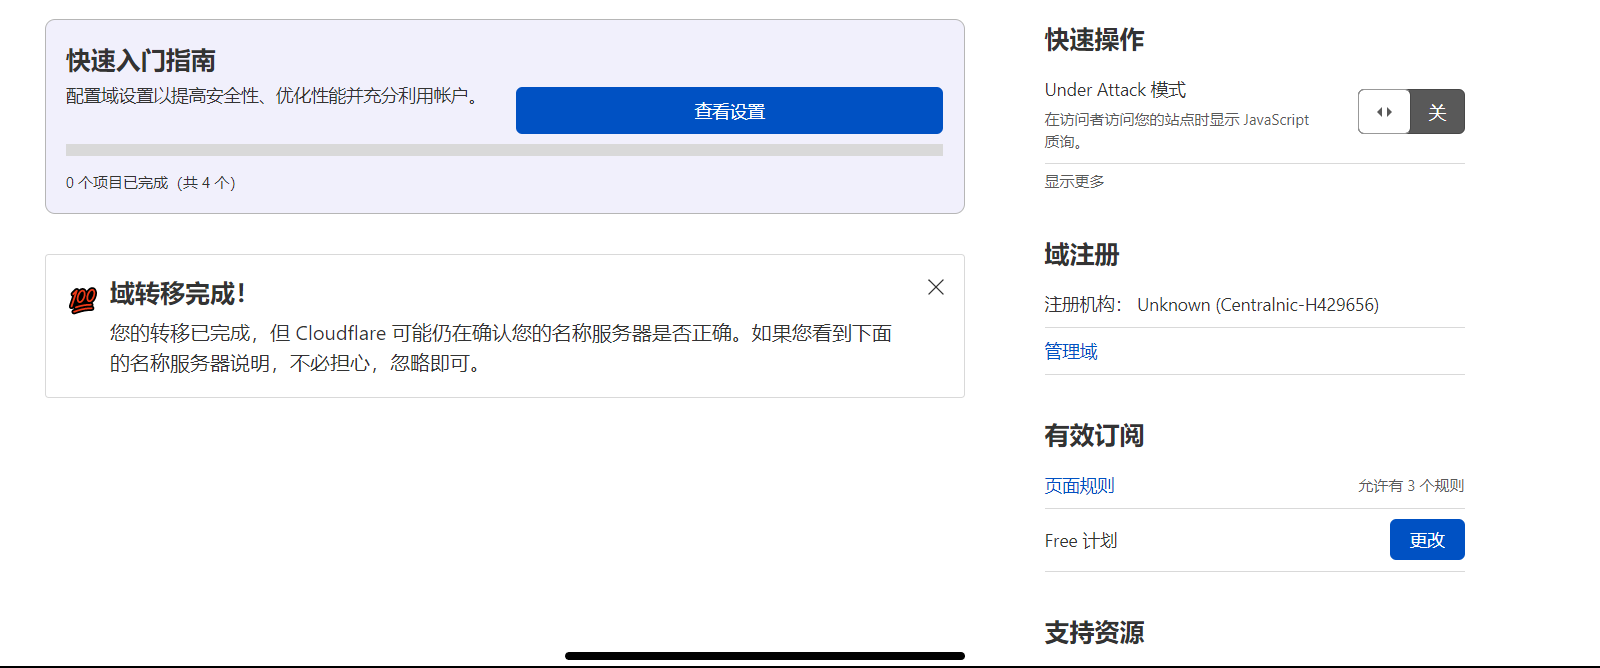 快速入门指南
配置域设置以提高安全性、优化性能并充分利用帐户。
查看设置
0 个项目已完成（共 4 个）
💯 域转移完成！
您的转移已完成，但 Cloudflare 可能仍在确认您的名称服务器是否正确。如果您看到下面
的名称服务器说明，不必担心，忽略即可。
快速操作
Under Attack 模式
在访问者访问您的站点时显示 JavaScript
质询。
关
显示更多
域注册
注册机构： Unknown (Centralnic-H429656)
管理域
有效订阅
页面规则
允许有 3 个规则
Free 计划
更改
支持资源